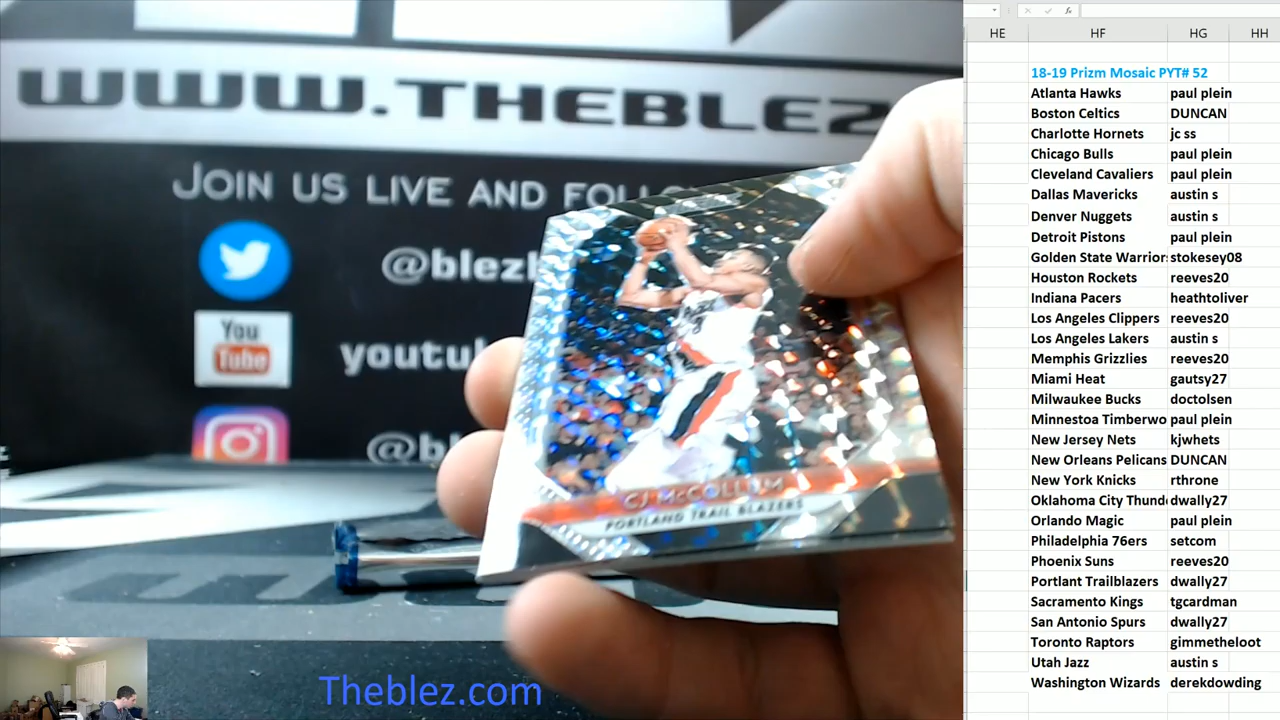 WWW.THEBLEZ
JOIN US LIVE AND FOLLO
@blezb
You
Tube
youtu
@bl
CJ McCOLLUM
PORTLAND TRAIL BLAZERS
Theblez.com
HE HF HG HH
18-19 Prizm Mosaic PYT# 52
Atlanta Hawks paul plein
Boston Celtics DUNCAN
Charlotte Hornets jc ss
Chicago Bulls paul plein
Cleveland Cavaliers paul plein
Dallas Mavericks austin s
Denver Nuggets austin s
Detroit Pistons paul plein
Golden State Warrior stokesey08
Houston Rockets reeves20
Indiana Pacers heathtoliver
Los Angeles Clippers reeves20
Los Angeles Lakers austin s
Memphis Grizzlies reeves20
Miami Heat gautsy27
Milwaukee Bucks doctolsen
Minnestoa Timberwo paul plein
New Jersey Nets kjwhets
New Orleans Pelicans DUNCAN
New York Knicks rthrone
Oklahoma City Thund dwally27
Orlando Magic paul plein
Philadelphia 76ers setcom
Phoenix Suns reeves20
Portlant Trailblazers dwally27
Sacramento Kings tgcardman
San Antonio Spurs dwally27
Toronto Raptors gimmetheloot
Utah Jazz austin s
Washington Wizards derekdowding